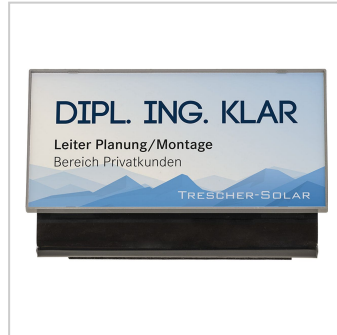 DIPL. ING. KLAR
Leiter Planung/Montage
Bereich Privatkunden
TRESCHER-SOLAR